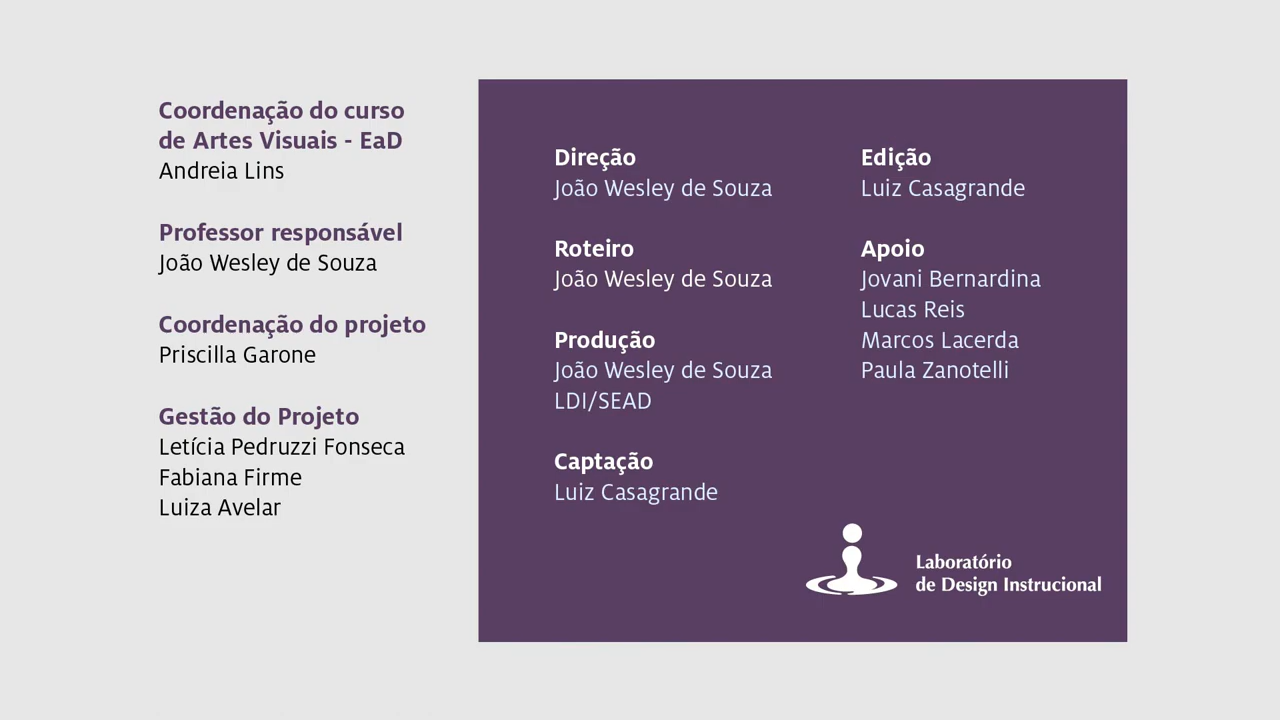 Coordenação do curso
de Artes Visuais - EaD
Andreia Lins
Professor responsável
João Wesley de Souza
Coordenação do projeto
Priscilla Garone
Gestão do Projeto
Letícia Pedruzzi Fonseca
Fabiana Firme
Luiza Avelar
Direção
João Wesley de Souza
Roteiro
João Wesley de Souza
Produção
João Wesley de Souza
LDI/SEAD
Captação
Luiz Casagrande
Edição
Luiz Casagrande
Apoio
Jovani Bernardina
Lucas Reis
Marcos Lacerda
Paula Zanotelli
Laboratório
de Design Instrucional